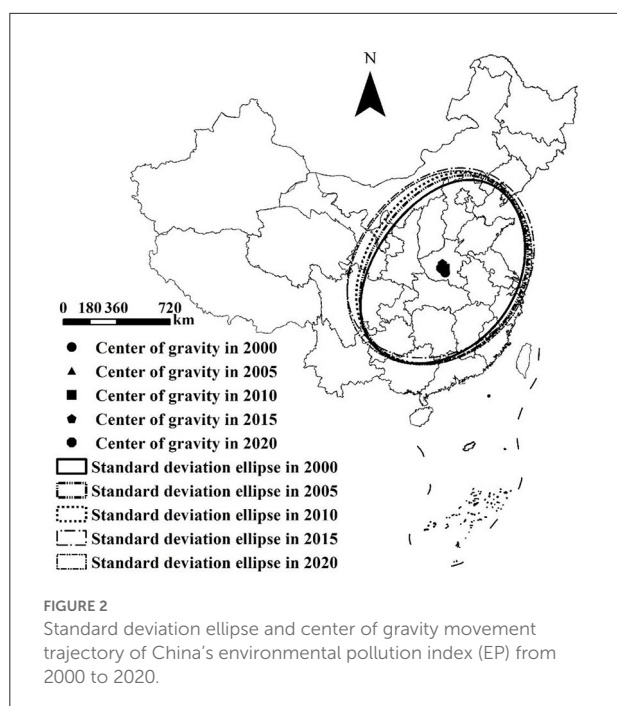 N
0 180 360 720
km
Center of gravity in 2000
Center of gravity in 2005
Center of gravity in 2010
Center of gravity in 2015
Center of gravity in 2020
Standard deviation ellipse in 2000
Standard deviation ellipse in 2005
Standard deviation ellipse in 2010
Standard deviation ellipse in 2015
Standard deviation ellipse in 2020
FIGURE 2
Standard deviation ellipse and center of gravity movement
trajectory of China's environmental pollution index (EP) from
2000 to 2020.